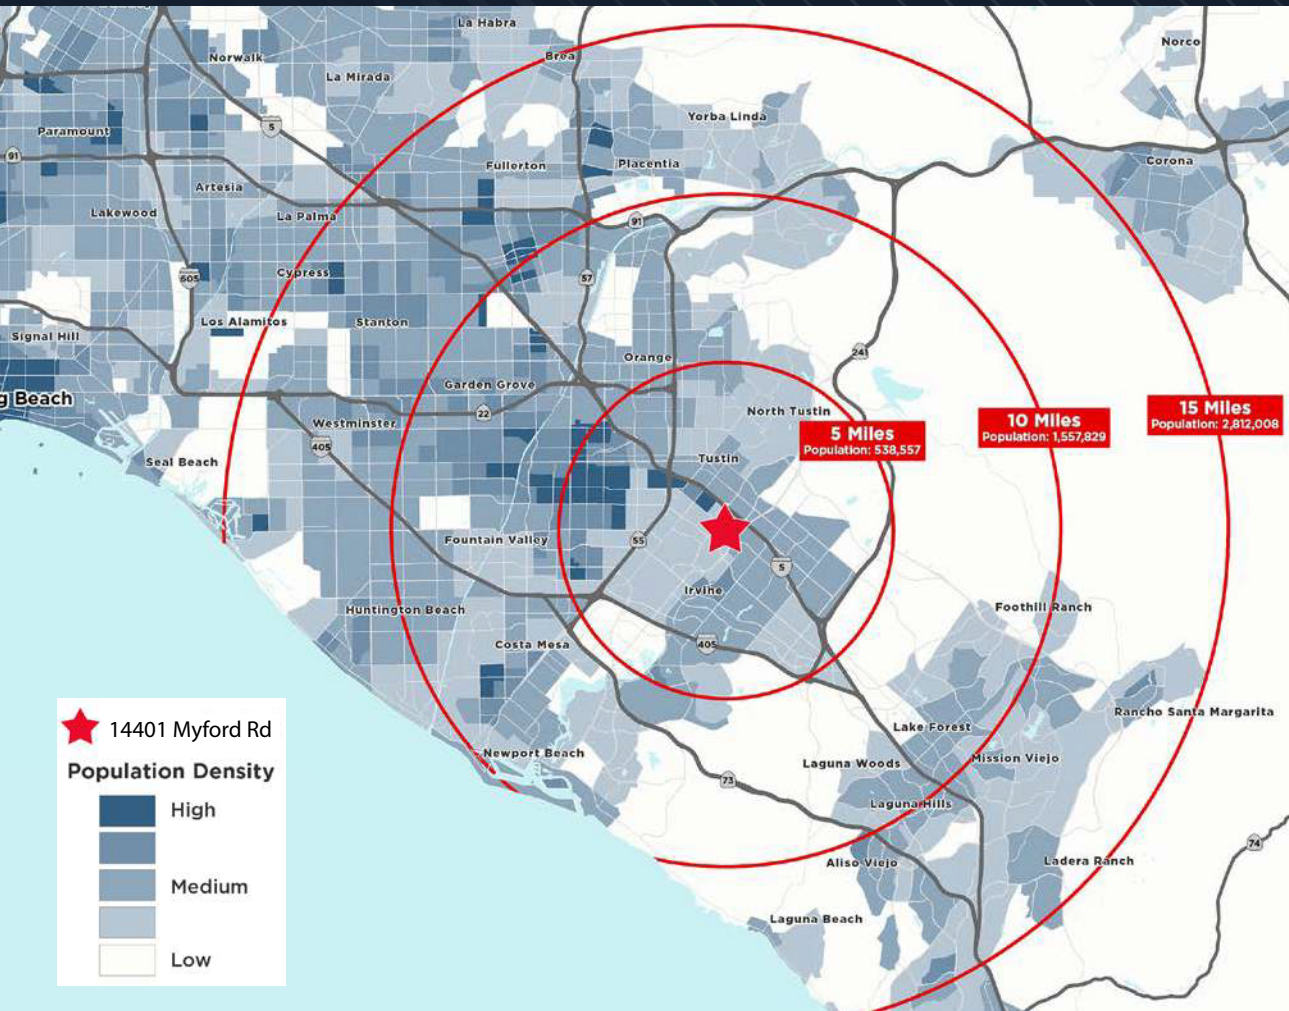 La Habra
Norco
Norwalk
Brea
La Mirada
Yorba Linda
5
Paramount
91
Fullerton
Placentia
Corona
Artesia
Lakewood
La Palma
91
605
Cypress
57
Los Alamitos
Stanton
Signal Hill
241
Orange
Garden Grove
g Beach
22
North Tustin
15 Miles
Population: 2,812,008
10 Miles
Population: 1,557,829
5 Miles
Population: 538,557
Westminster
405
Seal Beach
Tustin
Fountain Valley
55
5
Irvine
Huntington Beach
Foothill Ranch
Costa Mesa
405
Rancho Santa Margarita
Lake Forest
Newport Beach
Laguna Woods
Mission Viejo
73
Laguna Hills
74
Aliso Viejo
Ladera Ranch
Laguna Beach
14401 Myford Rd
Population Density
High
Medium
Low